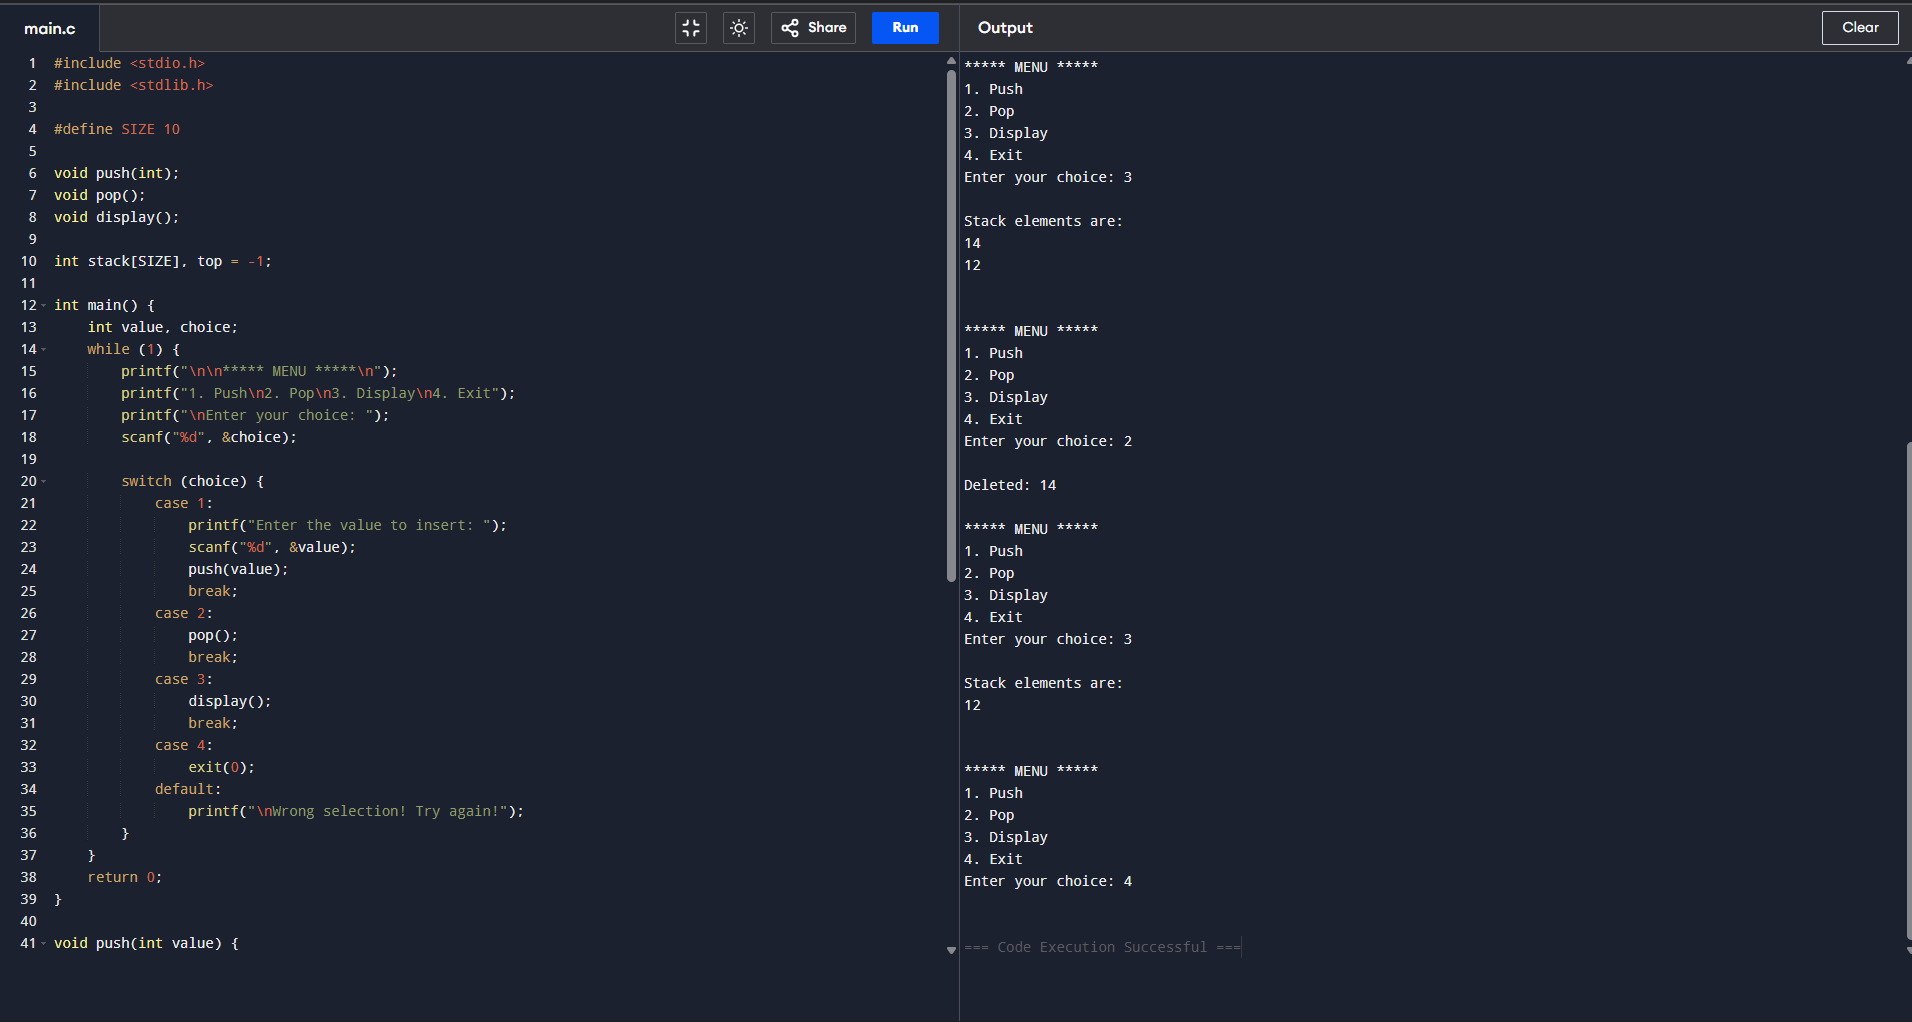 main.c
Share
Run
Output
Clear
1 #include <stdio.h>
2 #include <stdlib.h>
3
4 #define SIZE 10
5
6 void push(int);
7 void pop();
8 void display();
9
10 int stack[SIZE], top = -1;
11
12 int main() {
13     int value, choice;
14     while (1) {
15         printf("\n\n***** MENU *****\n");
16         printf("1. Push\n2. Pop\n3. Display\n4. Exit");
17         printf("\nEnter your choice: ");
18         scanf("%d", &choice);
19
20         switch (choice) {
21             case 1:
22                 printf("Enter the value to insert: ");
23                 scanf("%d", &value);
24                 push(value);
25                 break;
26             case 2:
27                 pop();
28                 break;
29             case 3:
30                 display();
31                 break;
32             case 4:
33                 exit(0);
34             default:
35                 printf("\nWrong selection! Try again!");
36         }
37     }
38     return 0;
39 }
40
41 void push(int value) {
***** MENU *****
1. Push
2. Pop
3. Display
4. Exit
Enter your choice: 3
Stack elements are:
14
12
***** MENU *****
1. Push
2. Pop
3. Display
4. Exit
Enter your choice: 2
Deleted: 14
***** MENU *****
1. Push
2. Pop
3. Display
4. Exit
Enter your choice: 3
Stack elements are:
12
***** MENU *****
1. Push
2. Pop
3. Display
4. Exit
Enter your choice: 4
=== Code Execution Successful ===